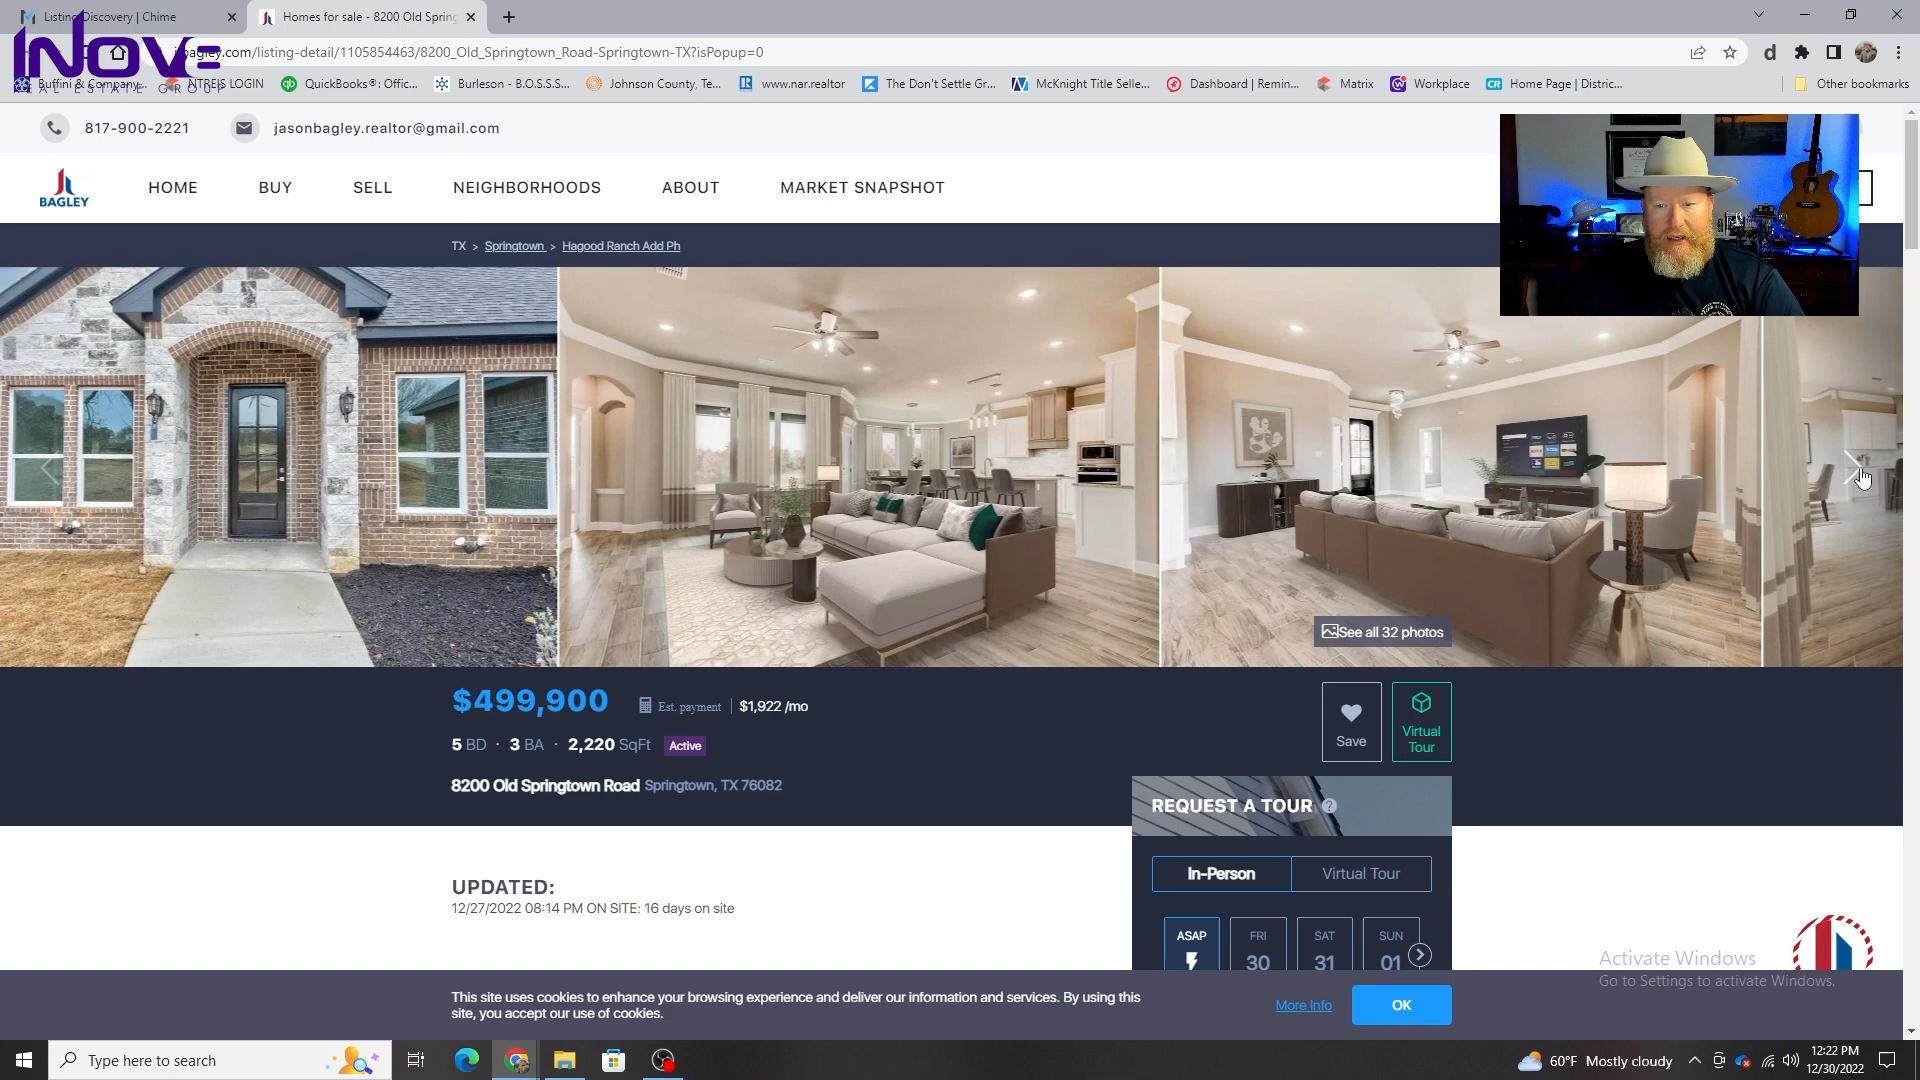 Listing Discovery | Chime
Homes for sale - 8200 Old Spring
INOVE
REAL ESTATE GROUP
bagley.com/listing-detail/1105854463/8200_Old_Springtown_Road-Springtown-TX?isPopup=0
Buffini & Company...
NTREIS LOGIN
QuickBooks®: Offic...
Burleson - B.O.S.S...
Johnson County, Te...
www.nar.realtor
The Don't Settle Gr...
McKnight Title Selle...
Dashboard | Remin...
Matrix
Workplace
Home Page | Distric...
Other bookmarks
817-900-2221
jasonbagley.realtor@gmail.com
BAGLEY
HOME
BUY
SELL
NEIGHBORHOODS
ABOUT
MARKET SNAPSHOT
TX > Springtown > Hagood Ranch Add Ph
See all 32 photos
$499,900
Est. payment | $1,922 /mo
5 BD · 3 BA · 2,220 SqFt
Active
8200 Old Springtown Road Springtown, TX 76082
Save
Virtual
Tour
REQUEST A TOUR ?
In-Person
Virtual Tour
UPDATED:
12/27/2022 08:14 PM ON SITE: 16 days on site
ASAP
FRI
30
SAT
31
SUN
01
Activate Windows
Go to Settings to activate Windows.
This site uses cookies to enhance your browsing experience and deliver our information and services. By using this
site, you accept our use of cookies.
More Info
OK
Type here to search
60°F Mostly cloudy
12:22 PM
12/30/2022